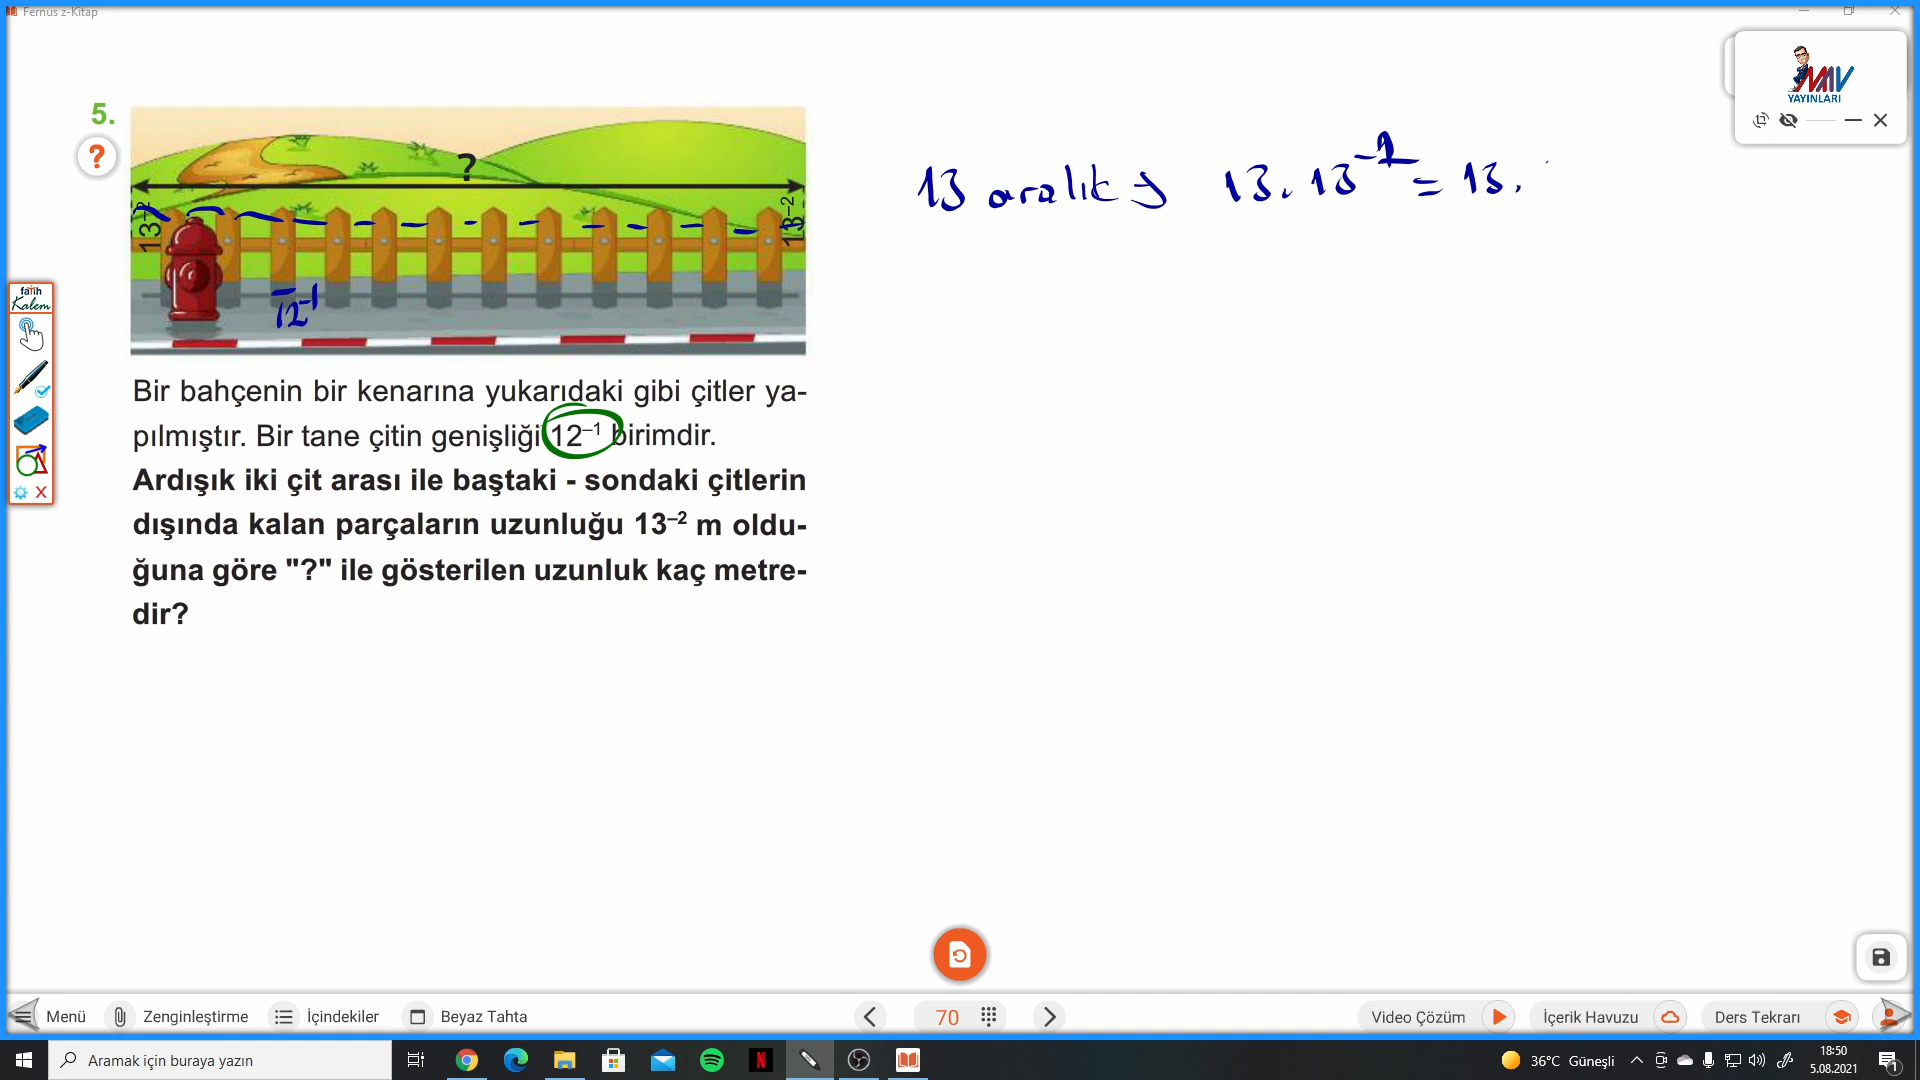 Fernus z-Kitap
MMV
YAYINLARI
5.
?
?
13⁻²
13⁻²
12⁻¹
13 aralık → 13 . 13⁻² = 13 .
fatih
Kalem
Bir bahçenin bir kenarına yukarıdaki gibi çitler ya-
pılmıştır. Bir tane çitin genişliği 12⁻¹ birimdir.
Ardışık iki çit arası ile baştaki - sondaki çitlerin
dışında kalan parçaların uzunluğu 13⁻² m oldu-
ğuna göre "?" ile gösterilen uzunluk kaç metre-
dir?
Menü Zenginleştirme İçindekiler Beyaz Tahta 70 Video Çözüm İçerik Havuzu Ders Tekrarı
Aramak için buraya yazın 36°C Güneşli 18:50
5.08.2021
1